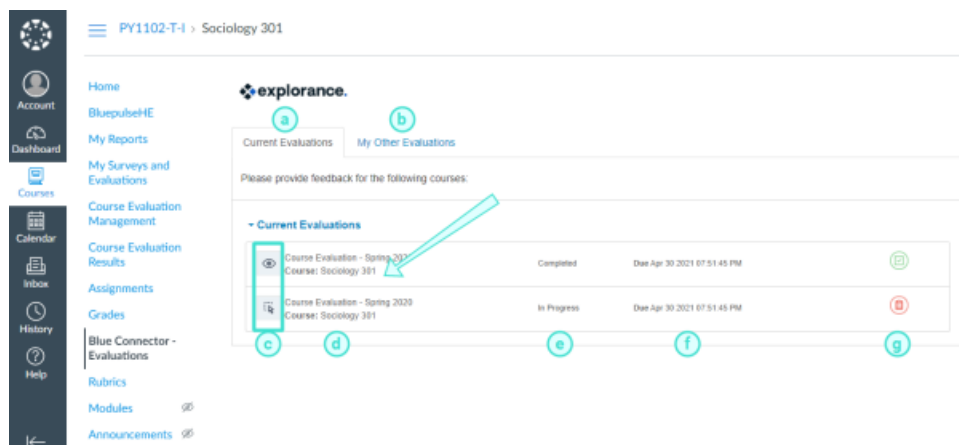 PY1102-T-I > Sociology 301
Account
Dashboard
Courses
Calendar
Inbox
History
Help
Home
BluepulseHE
My Reports
My Surveys and
Evaluations
Course Evaluation
Management
Course Evaluation
Results
Assignments
Grades
Blue Connector -
Evaluations
Rubrics
Modules
Announcements
explorance.
a
b
Current Evaluations
My Other Evaluations
Please provide feedback for the following courses:
Current Evaluations
Course Evaluation - Spring
Course: Sociology 301
Completed
Due Apr 30 2021 07:51:45 PM
Course Evaluation - Spring 2020
Course: Sociology 301
In Progress
Due Apr 30 2021 07:51:45 PM
c
d
e
f
g